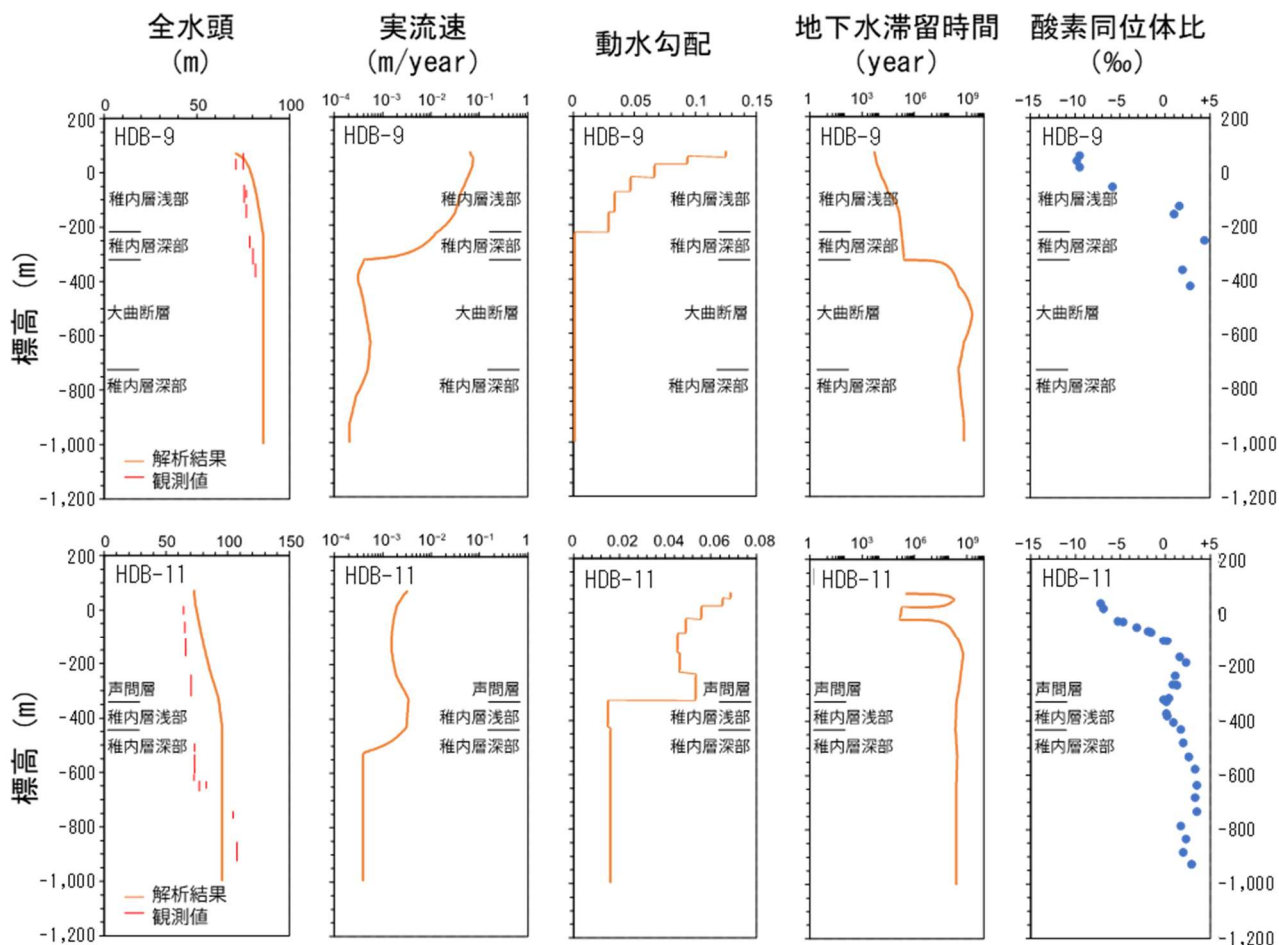 全水頭
(m)
実流速
(m/year)
動水勾配
地下水滞留時間
(year)
酸素同位体比
(‰)
0 50 100
10⁻⁴ 10⁻³ 10⁻² 10⁻¹ 1
0 0.05 0.1 0.15
1 10³ 10⁶ 10⁹
-15 -10 -5 0 +5
標高 (m)
200
0
-200
-400
-600
-800
-1,000
-1,200
HDB-9
稚内層浅部
稚内層深部
大曲断層
稚内層深部
解析結果
観測値
HDB-9
稚内層浅部
稚内層深部
大曲断層
稚内層深部
HDB-9
稚内層浅部
稚内層深部
大曲断層
稚内層深部
HDB-9
稚内層浅部
稚内層深部
大曲断層
稚内層深部
HDB-9
稚内層浅部
稚内層深部
大曲断層
稚内層深部
200
0
-200
-400
-600
-800
-1,000
-1,200
0 50 100 150
10⁻⁴ 10⁻³ 10⁻² 10⁻¹ 1
0 0.02 0.04 0.06 0.08
1 10³ 10⁶ 10⁹
-15 -10 -5 0 +5
標高 (m)
200
0
-200
-400
-600
-800
-1,000
-1,200
HDB-11
声問層
稚内層浅部
稚内層深部
解析結果
観測値
HDB-11
声問層
稚内層浅部
稚内層深部
HDB-11
声問層
稚内層浅部
稚内層深部
HDB-11
声問層
稚内層浅部
稚内層深部
HDB-11
声問層
稚内層浅部
稚内層深部
200
0
-200
-400
-600
-800
-1,000
-1,200